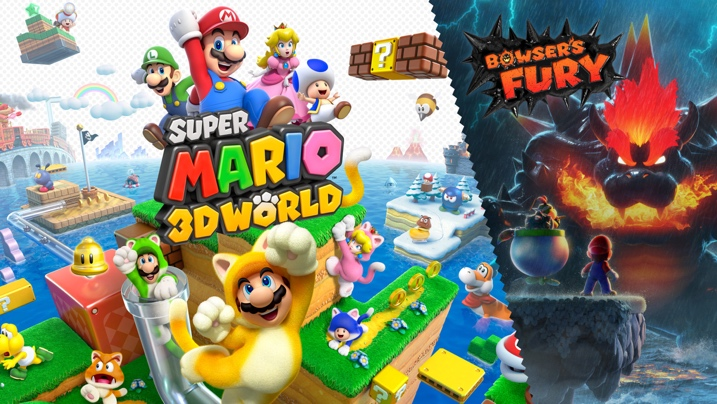 SUPER
MARIO
3D WORLD
BOWSER'S
FURY
?
?
?